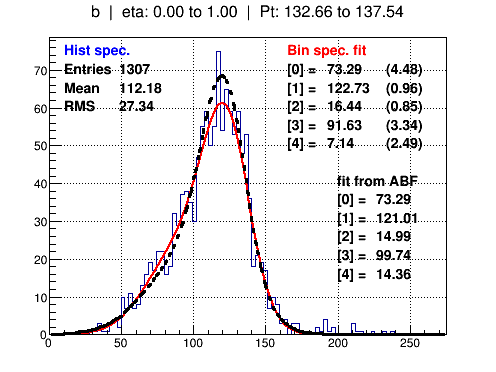 b | eta: 0.00 to 1.00 | Pt: 132.66 to 137.54
Hist spec.
Entries 1307
Mean 112.18
RMS 27.34
Bin spec. fit
[0] = 73.29 (4.48)
[1] = 122.73 (0.96)
[2] = 16.44 (0.85)
[3] = 91.63 (3.34)
[4] = 7.14 (2.49)
fit from ABF
[0] = 73.29
[1] = 121.01
[2] = 14.99
[3] = 99.74
[4] = 14.36
70
60
50
40
30
20
10
0
0 50 100 150 200 250